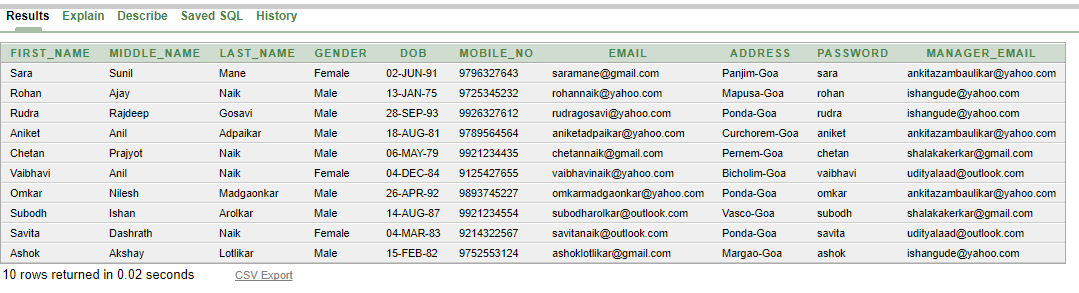 Results Explain Describe Saved SQL History
FIRST_NAME MIDDLE_NAME LAST_NAME GENDER DOB MOBILE_NO EMAIL ADDRESS PASSWORD MANAGER_EMAIL
Sara Sunil Mane Female 02-JUN-91 9796327643 saramane@gmail.com Panjim-Goa sara ankitazambaulikar@yahoo.com
Rohan Ajay Naik Male 13-JAN-75 9725345232 rohannaik@yahoo.com Mapusa-Goa rohan ishangude@yahoo.com
Rudra Rajdeep Gosavi Male 28-SEP-93 9926327612 rudragosavi@yahoo.com Ponda-Goa rudra ishangude@yahoo.com
Aniket Anil Adpaikar Male 18-AUG-81 9789564564 aniketadpaikar@yahoo.com Curchorem-Goa aniket ankitazambaulikar@yahoo.com
Chetan Prajyot Naik Male 06-MAY-79 9921234435 chetannaik@gmail.com Pernem-Goa chetan shalakakerkar@gmail.com
Vaibhavi Anil Naik Female 04-DEC-84 9125427655 vaibhavinaik@yahoo.com Bicholim-Goa vaibhavi udityalaad@outlook.com
Omkar Nilesh Madgaonkar Male 26-APR-92 9893745227 omkarmadgaonkar@yahoo.com Ponda-Goa omkar ankitazambaulikar@yahoo.com
Subodh Ishan Arolkar Male 14-AUG-87 9921234554 subodharolkar@outlook.com Vasco-Goa subodh shalakakerkar@gmail.com
Savita Dashrath Naik Female 04-MAR-83 9214322567 savitanaik@outlook.com Ponda-Goa savita udityalaad@outlook.com
Ashok Akshay Lotlikar Male 15-FEB-82 9752553124 ashoklotlikar@gmail.com Margao-Goa ashok ishangude@yahoo.com
10 rows returned in 0.02 seconds CSV Export